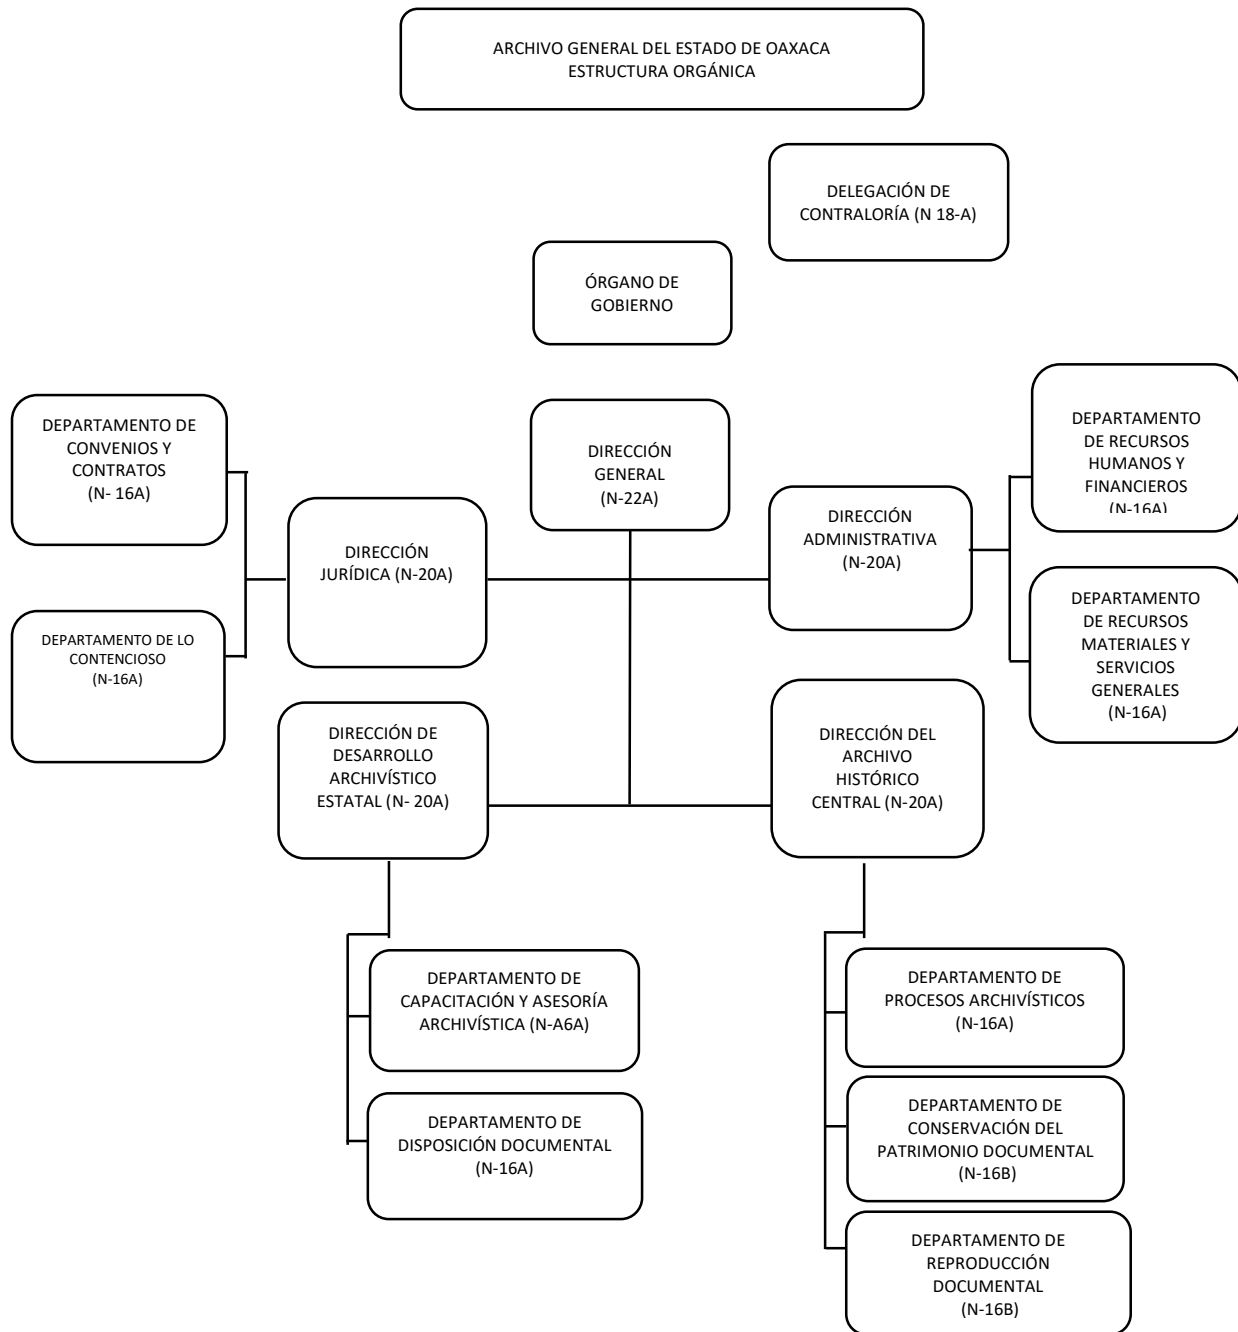 ARCHIVO GENERAL DEL ESTADO DE OAXACA
ESTRUCTURA ORGÁNICA
DELEGACIÓN DE
CONTRALORÍA (N 18-A)
ÓRGANO DE
GOBIERNO
DEPARTAMENTO DE
CONVENIOS Y
CONTRATOS
(N- 16A)
DIRECCIÓN
GENERAL
(N-22A)
DEPARTAMENTO
DE RECURSOS
HUMANOS Y
FINANCIEROS
(N-16A)
DIRECCIÓN
JURÍDICA (N-20A)
DIRECCIÓN
ADMINISTRATIVA
(N-20A)
DEPARTAMENTO DE LO
CONTENCIOSO
(N-16A)
DEPARTAMENTO
DE RECURSOS
MATERIALES Y
SERVICIOS
GENERALES
(N-16A)
DIRECCIÓN DE
DESARROLLO
ARCHIVÍSTICO
ESTATAL (N- 20A)
DIRECCIÓN DEL
ARCHIVO
HISTÓRICO
CENTRAL (N-20A)
DEPARTAMENTO DE
CAPACITACIÓN Y ASESORÍA
ARCHIVÍSTICA (N-A6A)
DEPARTAMENTO DE
DISPOSICIÓN DOCUMENTAL
(N-16A)
DEPARTAMENTO DE
PROCESOS ARCHIVÍSTICOS
(N-16A)
DEPARTAMENTO DE
CONSERVACIÓN DEL
PATRIMONIO DOCUMENTAL
(N-16B)
DEPARTAMENTO DE
REPRODUCCIÓN
DOCUMENTAL
(N-16B)